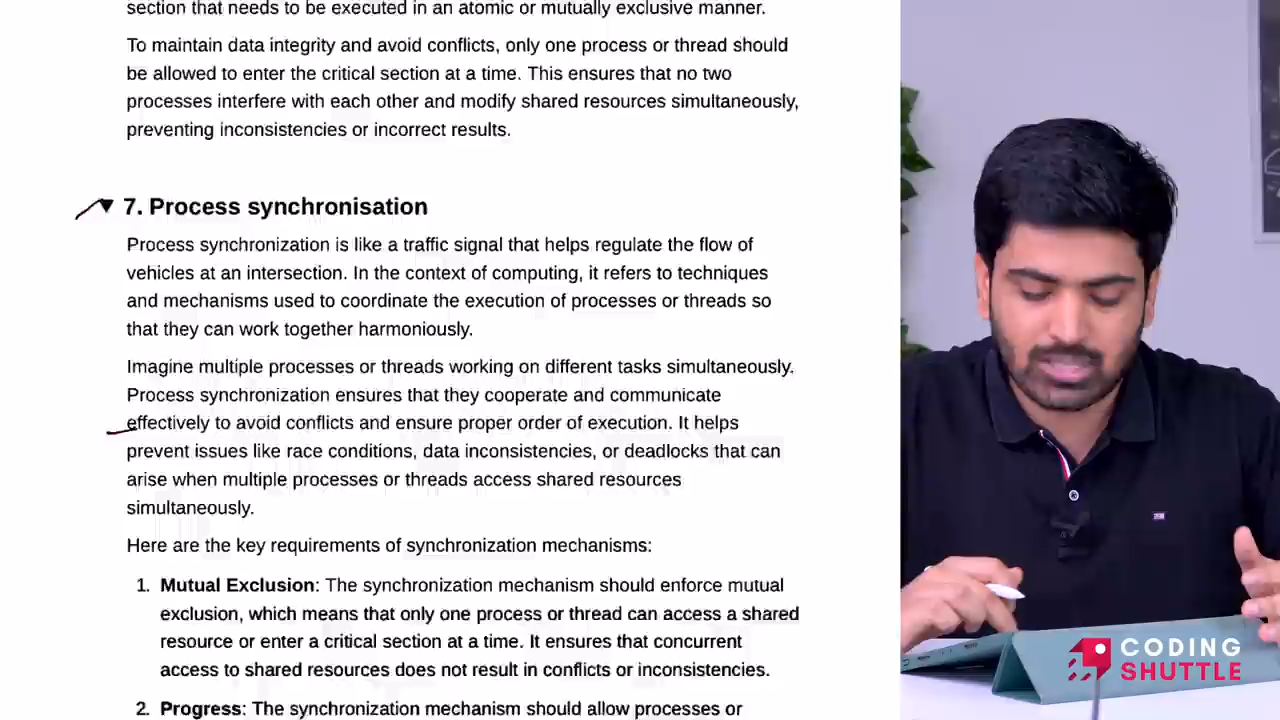 section that needs to be executed in an atomic or mutually exclusive manner.
To maintain data integrity and avoid conflicts, only one process or thread should
be allowed to enter the critical section at a time. This ensures that no two
processes interfere with each other and modify shared resources simultaneously,
preventing inconsistencies or incorrect results.
7. Process synchronisation
Process synchronization is like a traffic signal that helps regulate the flow of
vehicles at an intersection. In the context of computing, it refers to techniques
and mechanisms used to coordinate the execution of processes or threads so
that they can work together harmoniously.
Imagine multiple processes or threads working on different tasks simultaneously.
Process synchronization ensures that they cooperate and communicate
effectively to avoid conflicts and ensure proper order of execution. It helps
prevent issues like race conditions, data inconsistencies, or deadlocks that can
arise when multiple processes or threads access shared resources
simultaneously.
Here are the key requirements of synchronization mechanisms:
1. Mutual Exclusion: The synchronization mechanism should enforce mutual
exclusion, which means that only one process or thread can access a shared
resource or enter a critical section at a time. It ensures that concurrent
access to shared resources does not result in conflicts or inconsistencies.
2. Progress: The synchronization mechanism should allow processes or
CODING
SHUTTLE